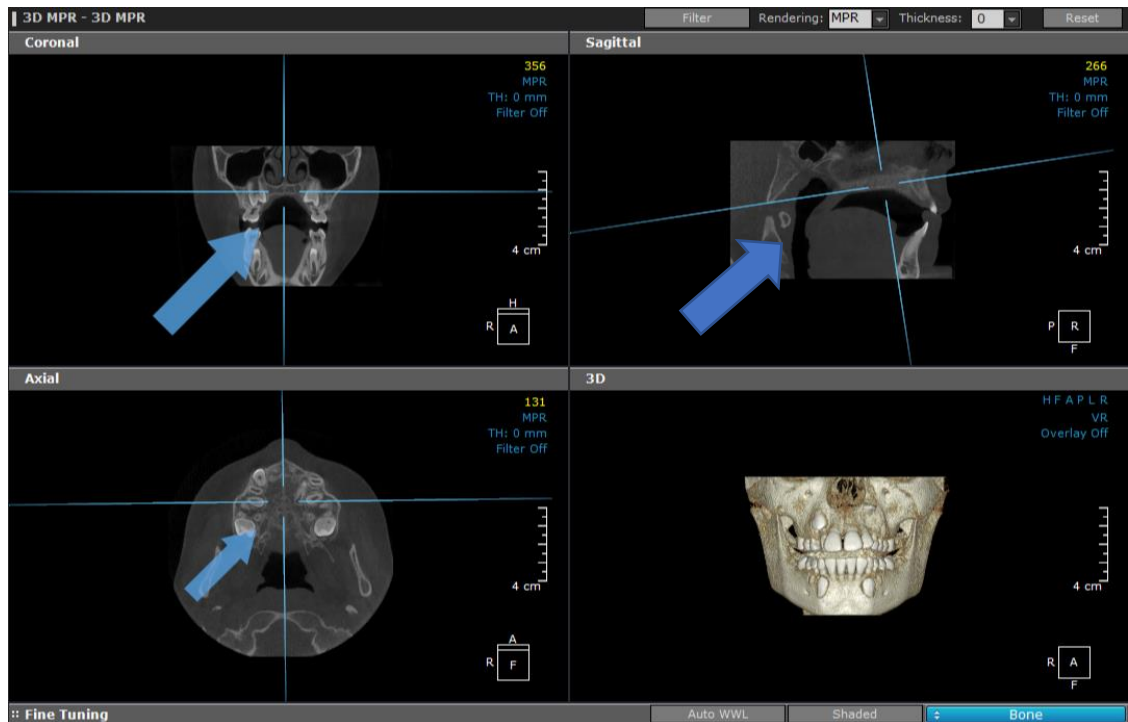 3D MPR - 3D MPR Filter Rendering: MPR Thickness: 0 Reset
Coronal
356
MPR
TH: 0 mm
Filter Off
4 cm
H
R A
Sagittal
266
MPR
TH: 0 mm
Filter Off
4 cm
P R
F
Axial
131
MPR
TH: 0 mm
Filter Off
4 cm
A
R F
3D
H F A P L R
VR
Overlay Off
4 cm
R A
F
:: Fine Tuning Auto WWL Shaded Bone